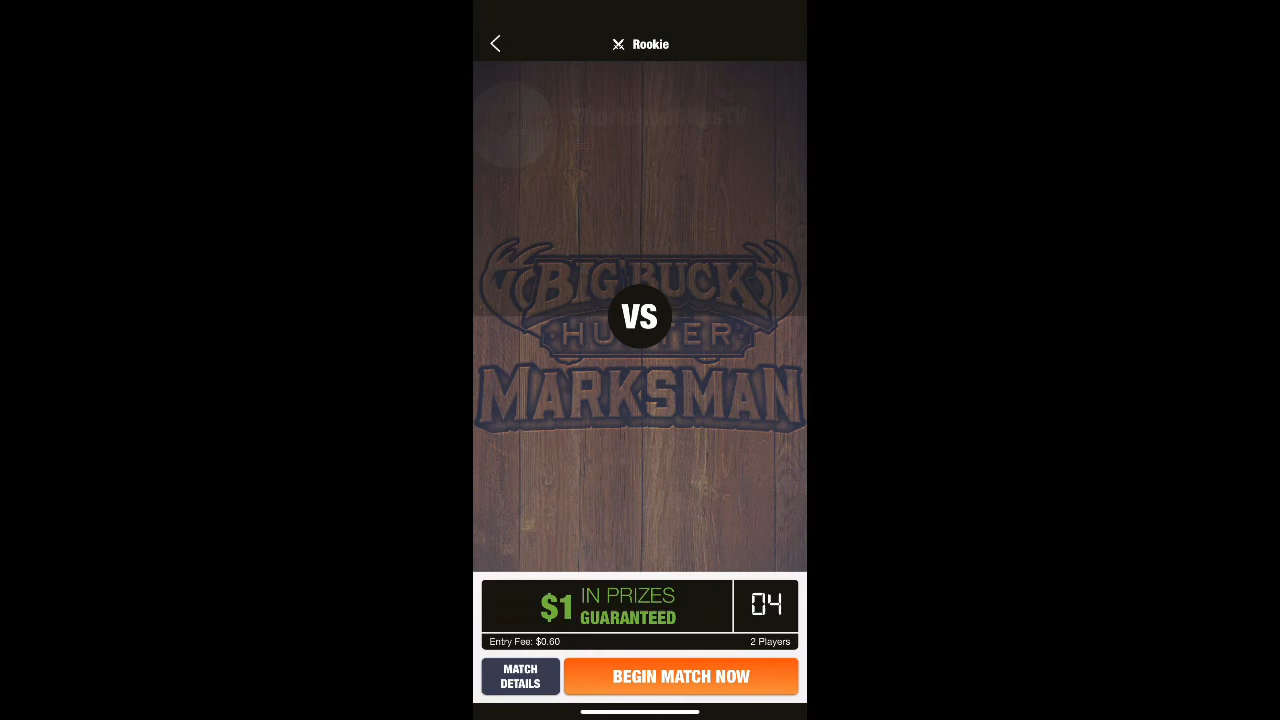 Rookie
BIG BUCK
HUNTER
MARKSMAN
VS
$1 IN PRIZES
GUARANTEED
04
Entry Fee: $0.60
2 Players
MATCH
DETAILS
BEGIN MATCH NOW